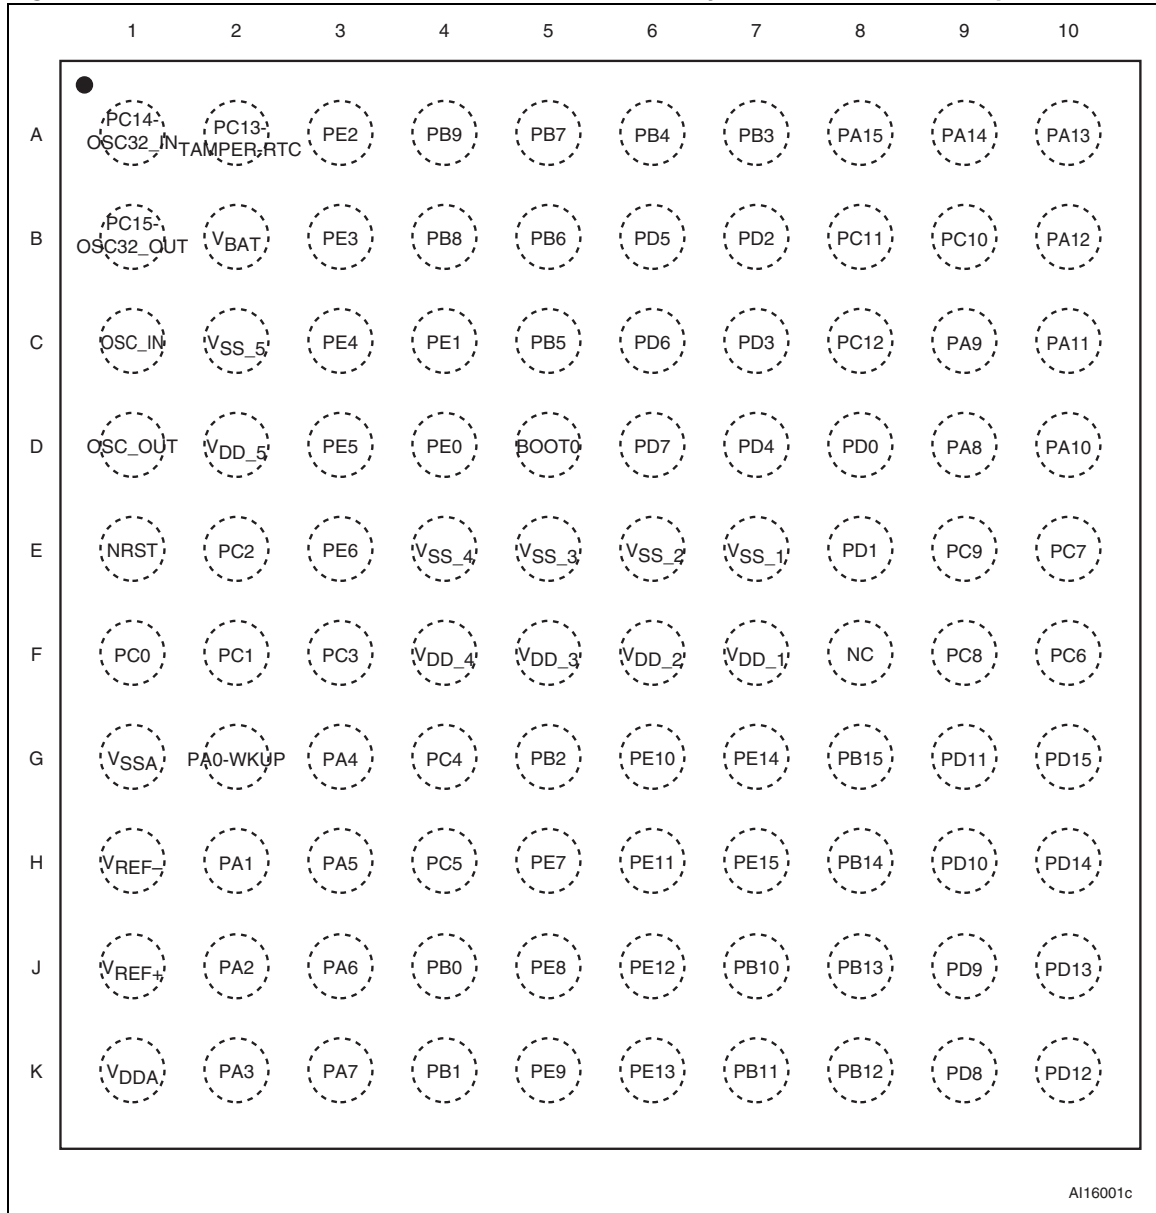 1 2 3 4 5 6 7 8 9 10
A PC14-OSC32_IN PC13-TAMPER-RTC PE2 PB9 PB7 PB4 PB3 PA15 PA14 PA13
B PC15-OSC32_OUT VBAT PE3 PB8 PB6 PD5 PD2 PC11 PC10 PA12
C OSC_IN VSS_5 PE4 PE1 PB5 PD6 PD3 PC12 PA9 PA11
D OSC_OUT VDD_5 PE5 PE0 BOOT0 PD7 PD4 PD0 PA8 PA10
E NRST PC2 PE6 VSS_4 VSS_3 VSS_2 VSS_1 PD1 PC9 PC7
F PC0 PC1 PC3 VDD_4 VDD_3 VDD_2 VDD_1 NC PC8 PC6
G VSSA PA0-WKUP PA4 PC4 PB2 PE10 PE14 PB15 PD11 PD15
H VREF– PA1 PA5 PC5 PE7 PE11 PE15 PB14 PD10 PD14
J VREF+ PA2 PA6 PB0 PE8 PE12 PB10 PB13 PD9 PD13
K VDDA PA3 PA7 PB1 PE9 PE13 PB11 PB12 PD8 PD12
AI16001c